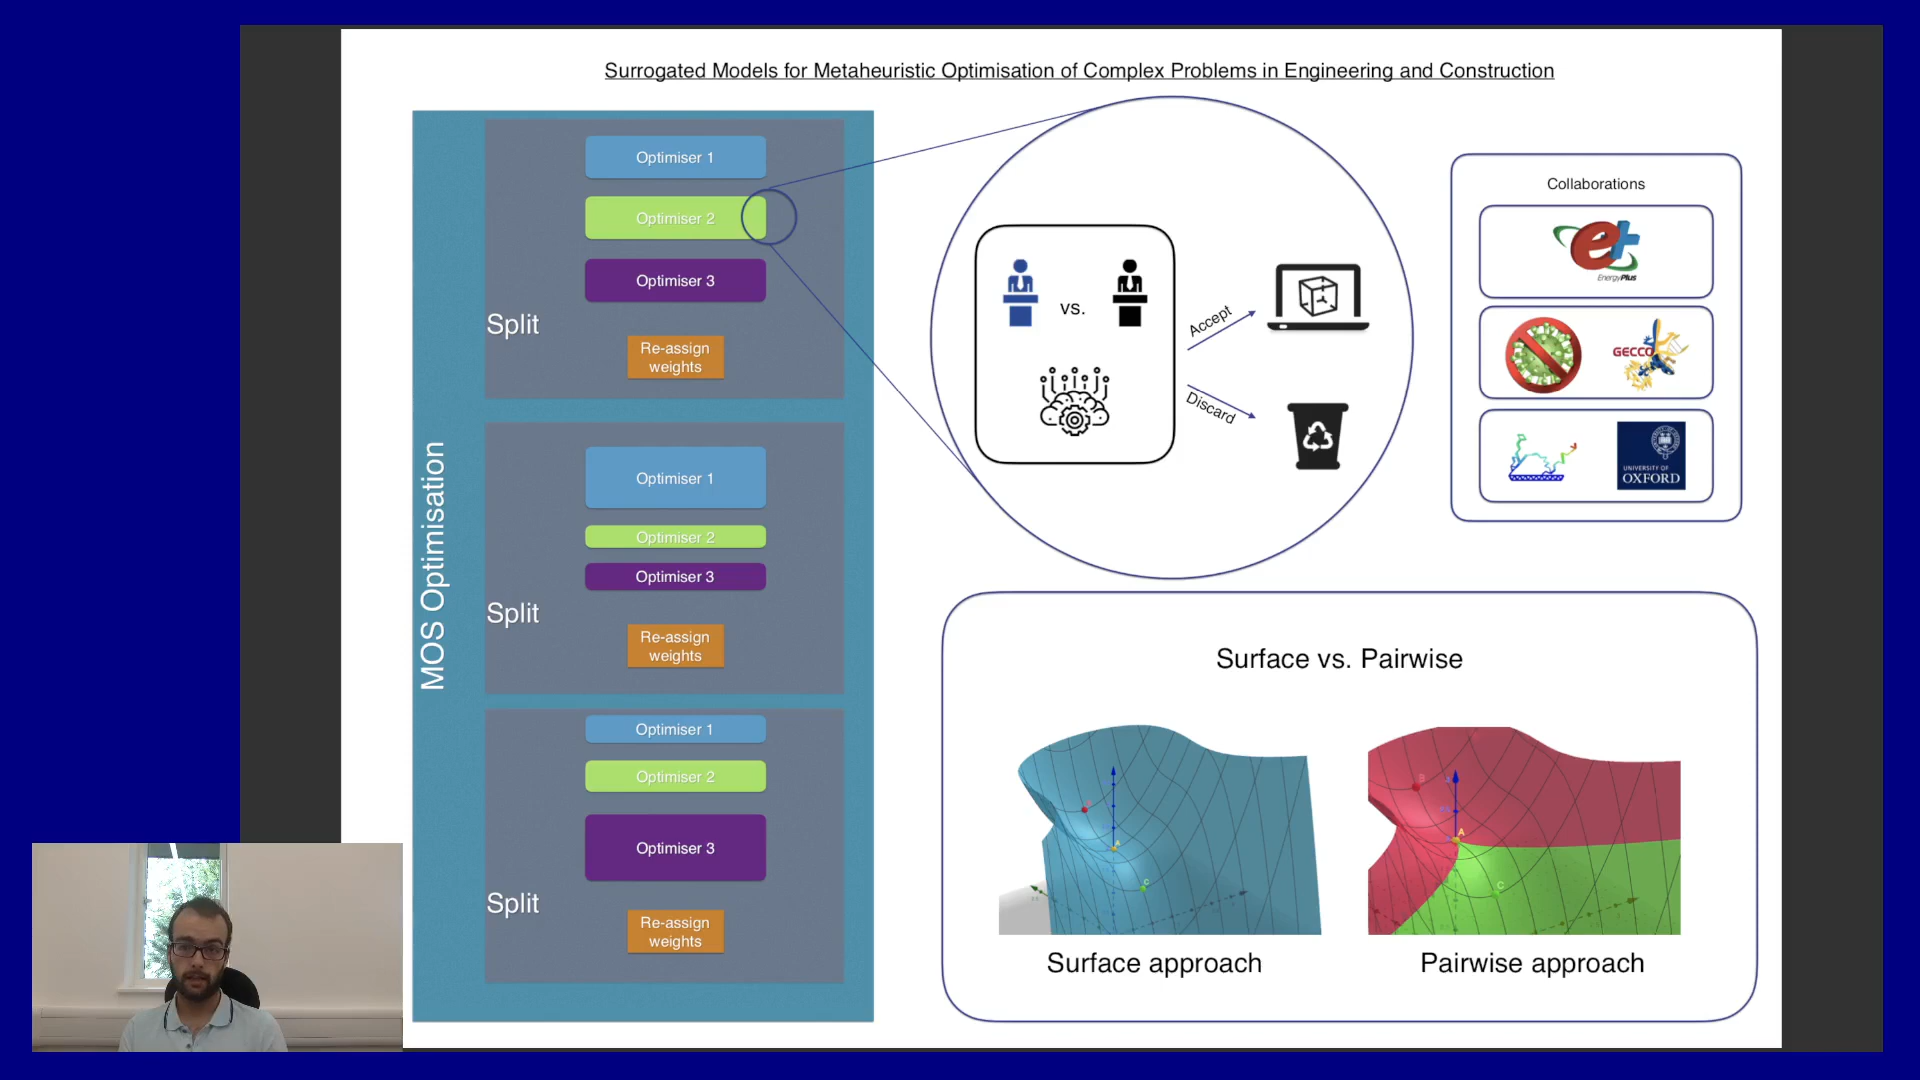 Surrogated Models for Metaheuristic Optimisation of Complex Problems in Engineering and Construction
MOS Optimisation
Optimiser 1
Optimiser 2
Optimiser 3
Split
Re-assign
weights
Optimiser 1
Optimiser 2
Optimiser 3
Split
Re-assign
weights
Optimiser 1
Optimiser 2
Optimiser 3
Split
Re-assign
weights
vs.
Accept
Discard
Collaborations
et
EnergyPlus
GECCO
UNIVERSITY OF
OXFORD
Surface vs. Pairwise
A
C
B
A
C
Surface approach
Pairwise approach